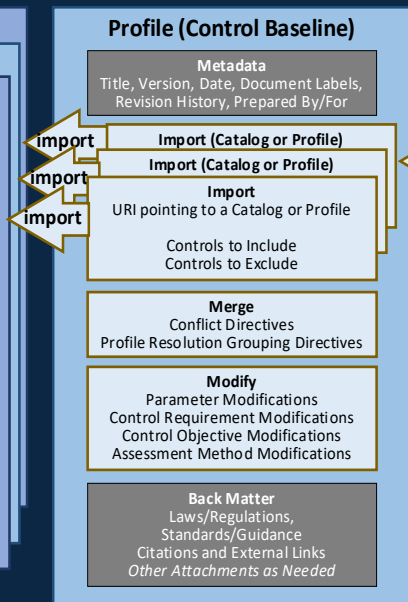 Profile (Control Baseline)
Metadata
Title, Version, Date, Document Labels,
Revision History, Prepared By/For
import
Import (Catalog or Profile)
import
Import (Catalog or Profile)
import
Import
URI pointing to a Catalog or Profile
Controls to Include
Controls to Exclude
Merge
Conflict Directives
Profile Resolution Grouping Directives
Modify
Parameter Modifications
Control Requirement Modifications
Control Objective Modifications
Assessment Method Modifications
Back Matter
Laws/Regulations,
Standards/Guidance
Citations and External Links
Other Attachments as Needed